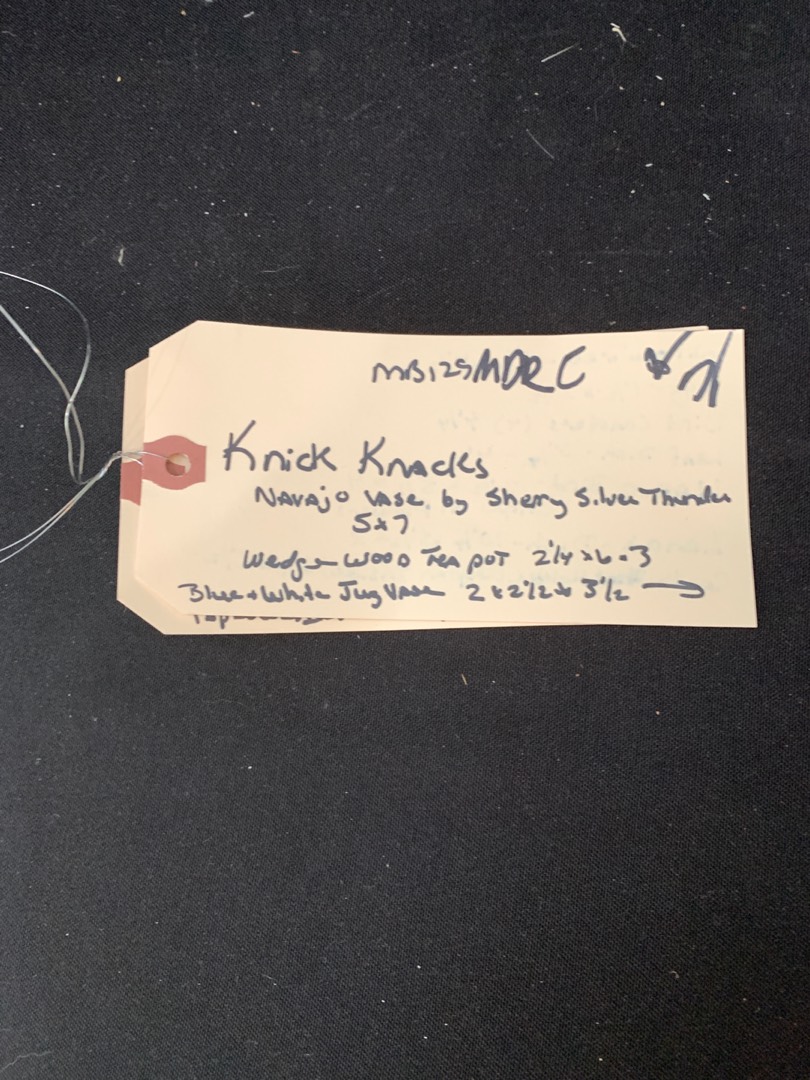 MB125MDR C
Knick Knacks
NAVAJO VASE, by Sherry Silver Thunder
5x7
Wedge WOOD Tea POT 2 1/4 x 6 x 3
Blue + White Jug VASE 2 x 2 1/2 x 3 1/2 →